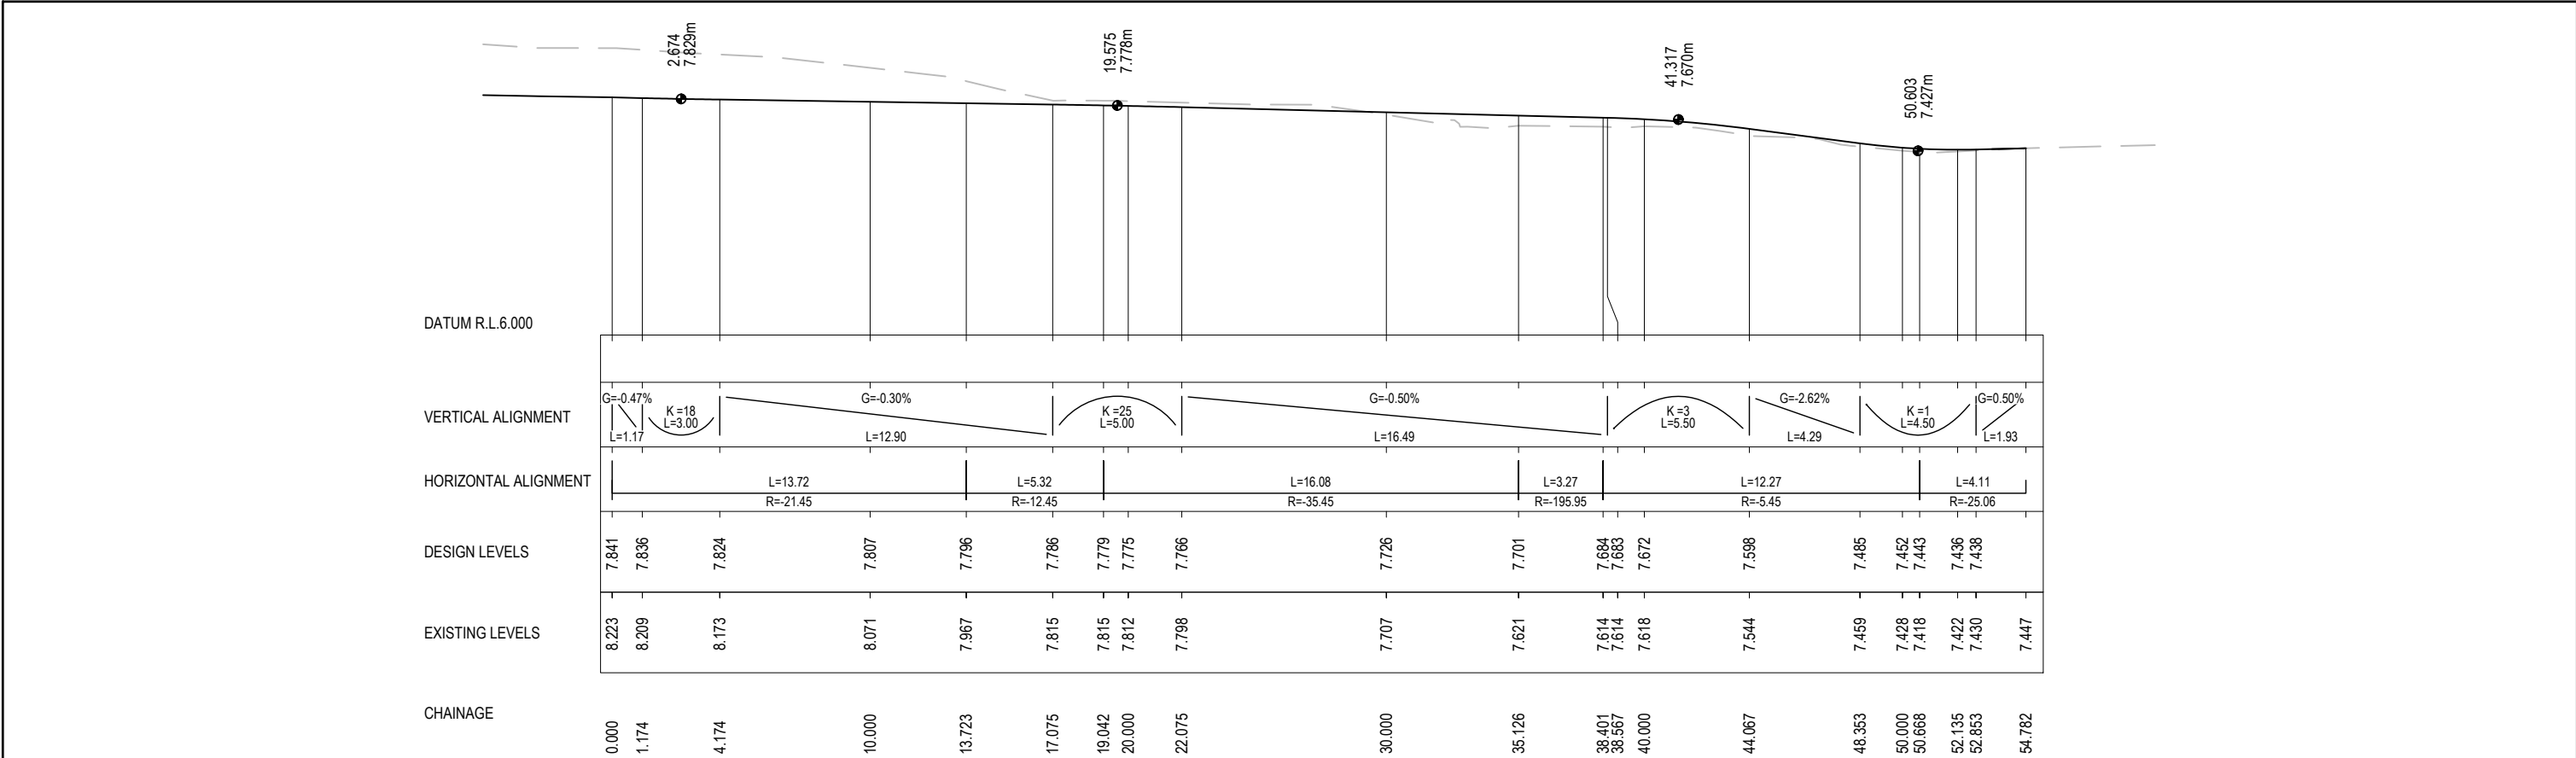 2.674
7.829m
19.575
7.778m
41.317
7.670m
50.603
7.427m
DATUM R.L.6.000
VERTICAL ALIGNMENT
G=-0.47%
L=1.17
K =18
L=3.00
G=-0.30%
L=12.90
K =25
L=5.00
G=-0.50%
L=16.49
K =3
L=5.50
G=-2.62%
L=4.29
K =1
L=4.50
G=0.50%
L=1.93
HORIZONTAL ALIGNMENT
L=13.72
R=-21.45
L=5.32
R=-12.45
L=16.08
R=-35.45
L=3.27
R=-195.95
L=12.27
R=-5.45
L=4.11
R=-25.06
DESIGN LEVELS
7.841
7.836
7.824
7.807
7.796
7.786
7.779
7.775
7.766
7.726
7.701
7.684
7.683
7.672
7.598
7.485
7.452
7.443
7.436
7.438
EXISTING LEVELS
8.223
8.209
8.173
8.071
7.967
7.815
7.815
7.812
7.798
7.707
7.621
7.614
7.614
7.618
7.544
7.459
7.428
7.418
7.422
7.430
7.447
CHAINAGE
0.000
1.174
4.174
10.000
13.723
17.075
19.042
20.000
22.075
30.000
35.126
38.401
38.567
40.000
44.067
48.353
50.000
50.668
52.135
52.853
54.782